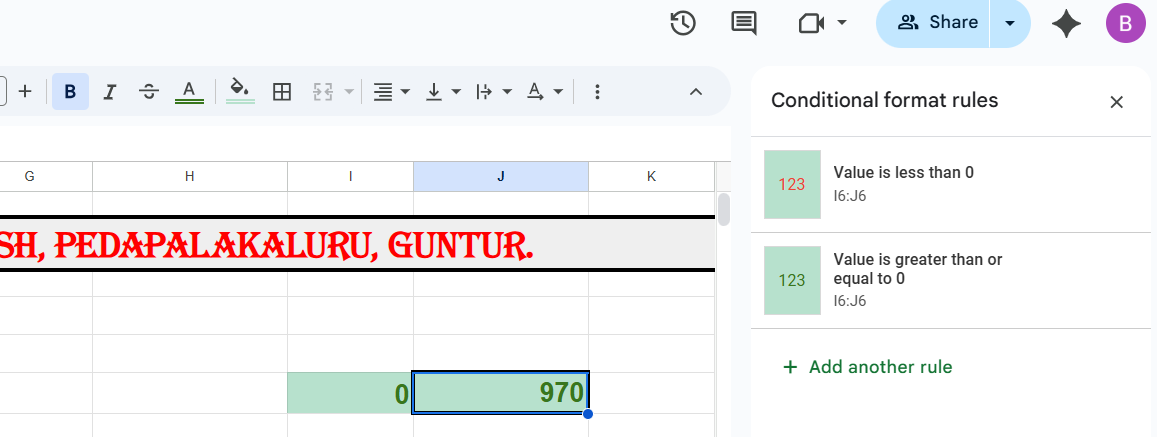 Share
B
B I S A
A
Conditional format rules
G H I J K
123
Value is less than 0
I6:J6
SH, PEDAPALAKALURU, GUNTUR.
123
Value is greater than or
equal to 0
I6:J6
+ Add another rule
0 970